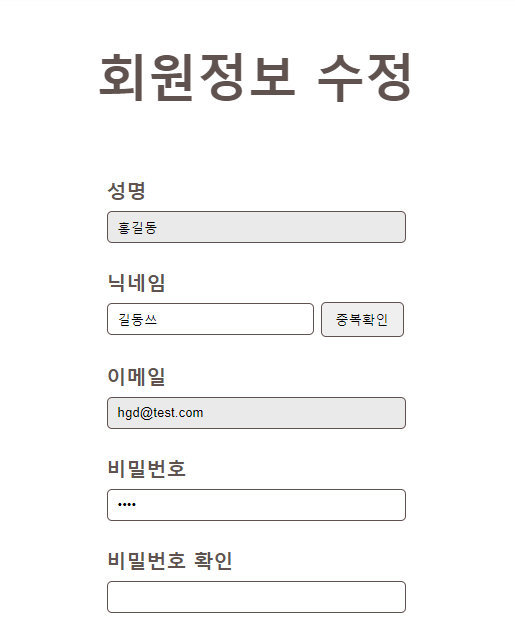 회원정보 수정
성명
홍길동
닉네임
길동쓰
중복확인
이메일
hgd@test.com
비밀번호
••••
비밀번호 확인